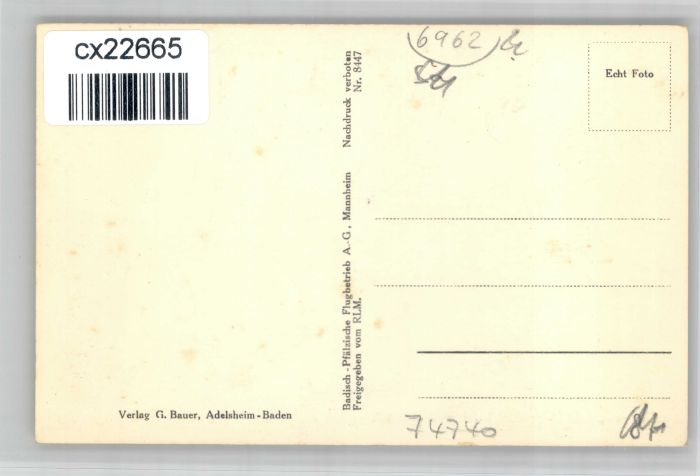 cx22665
6962
Echt Foto
Nachdruck verboten
Nr. 8447
Badisch-Pfälzische Flugbetrieb A.-G., Mannheim
Freigegeben vom RLM.
Verlag G. Bauer, Adelsheim-Baden
74740